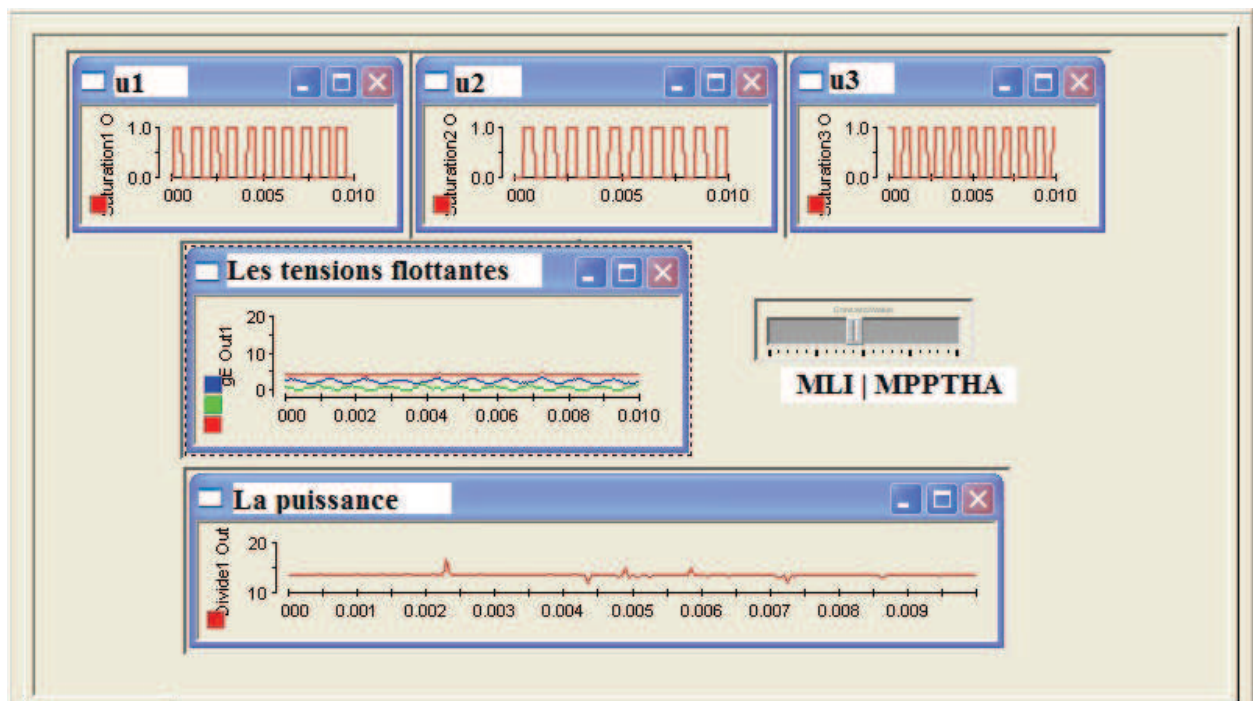 u1
u2
u3
Saturation1 O
1.0
0.0
000 0.005 0.010
Saturation2 O
1.0
0.0
000 0.005 0.010
Saturation3 O
1.0
0.0
000 0.005 0.010
Les tensions flottantes
gE Out1
20
10
0
000 0.002 0.004 0.006 0.008 0.010
MLI | MPPTHA
La puissance
Divide1 Out
20
10
000 0.001 0.002 0.003 0.004 0.005 0.006 0.007 0.008 0.009